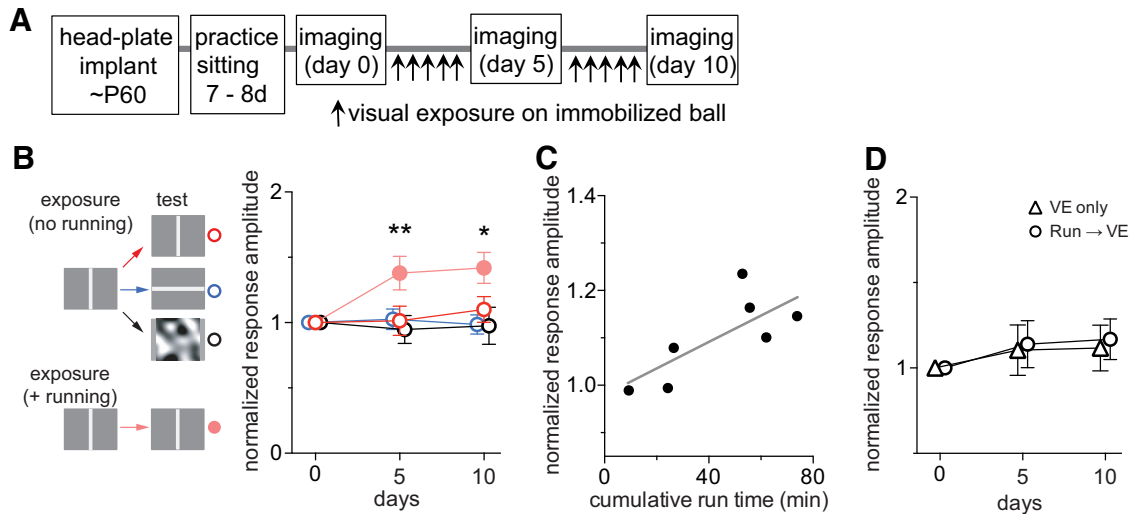 A
head-plate
implant
~P60
practice
sitting
7 - 8d
imaging
(day 0)
imaging
(day 5)
imaging
(day 10)
visual exposure on immobilized ball
B
exposure
(no running)
test
exposure
(+ running)
normalized response amplitude
2
1
0
**
*
0
5
10
days
C
normalized response amplitude
1.4
1.2
1.0
0
40
80
cumulative run time (min)
D
normalized response amplitude
2
1
VE only
Run → VE
0
5
10
days